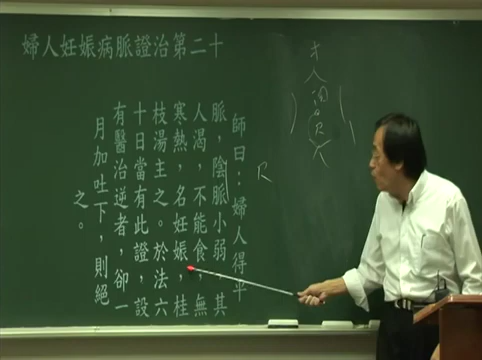 婦人妊娠病脈證治第二十
師曰：婦人得平
脈，陰脈小弱，其
人渴，不能食，無
寒熱，名妊娠，桂
枝湯主之。於法六
十日當有此證，設
有醫治逆者，卻一
月加吐下，則絕
之。
R